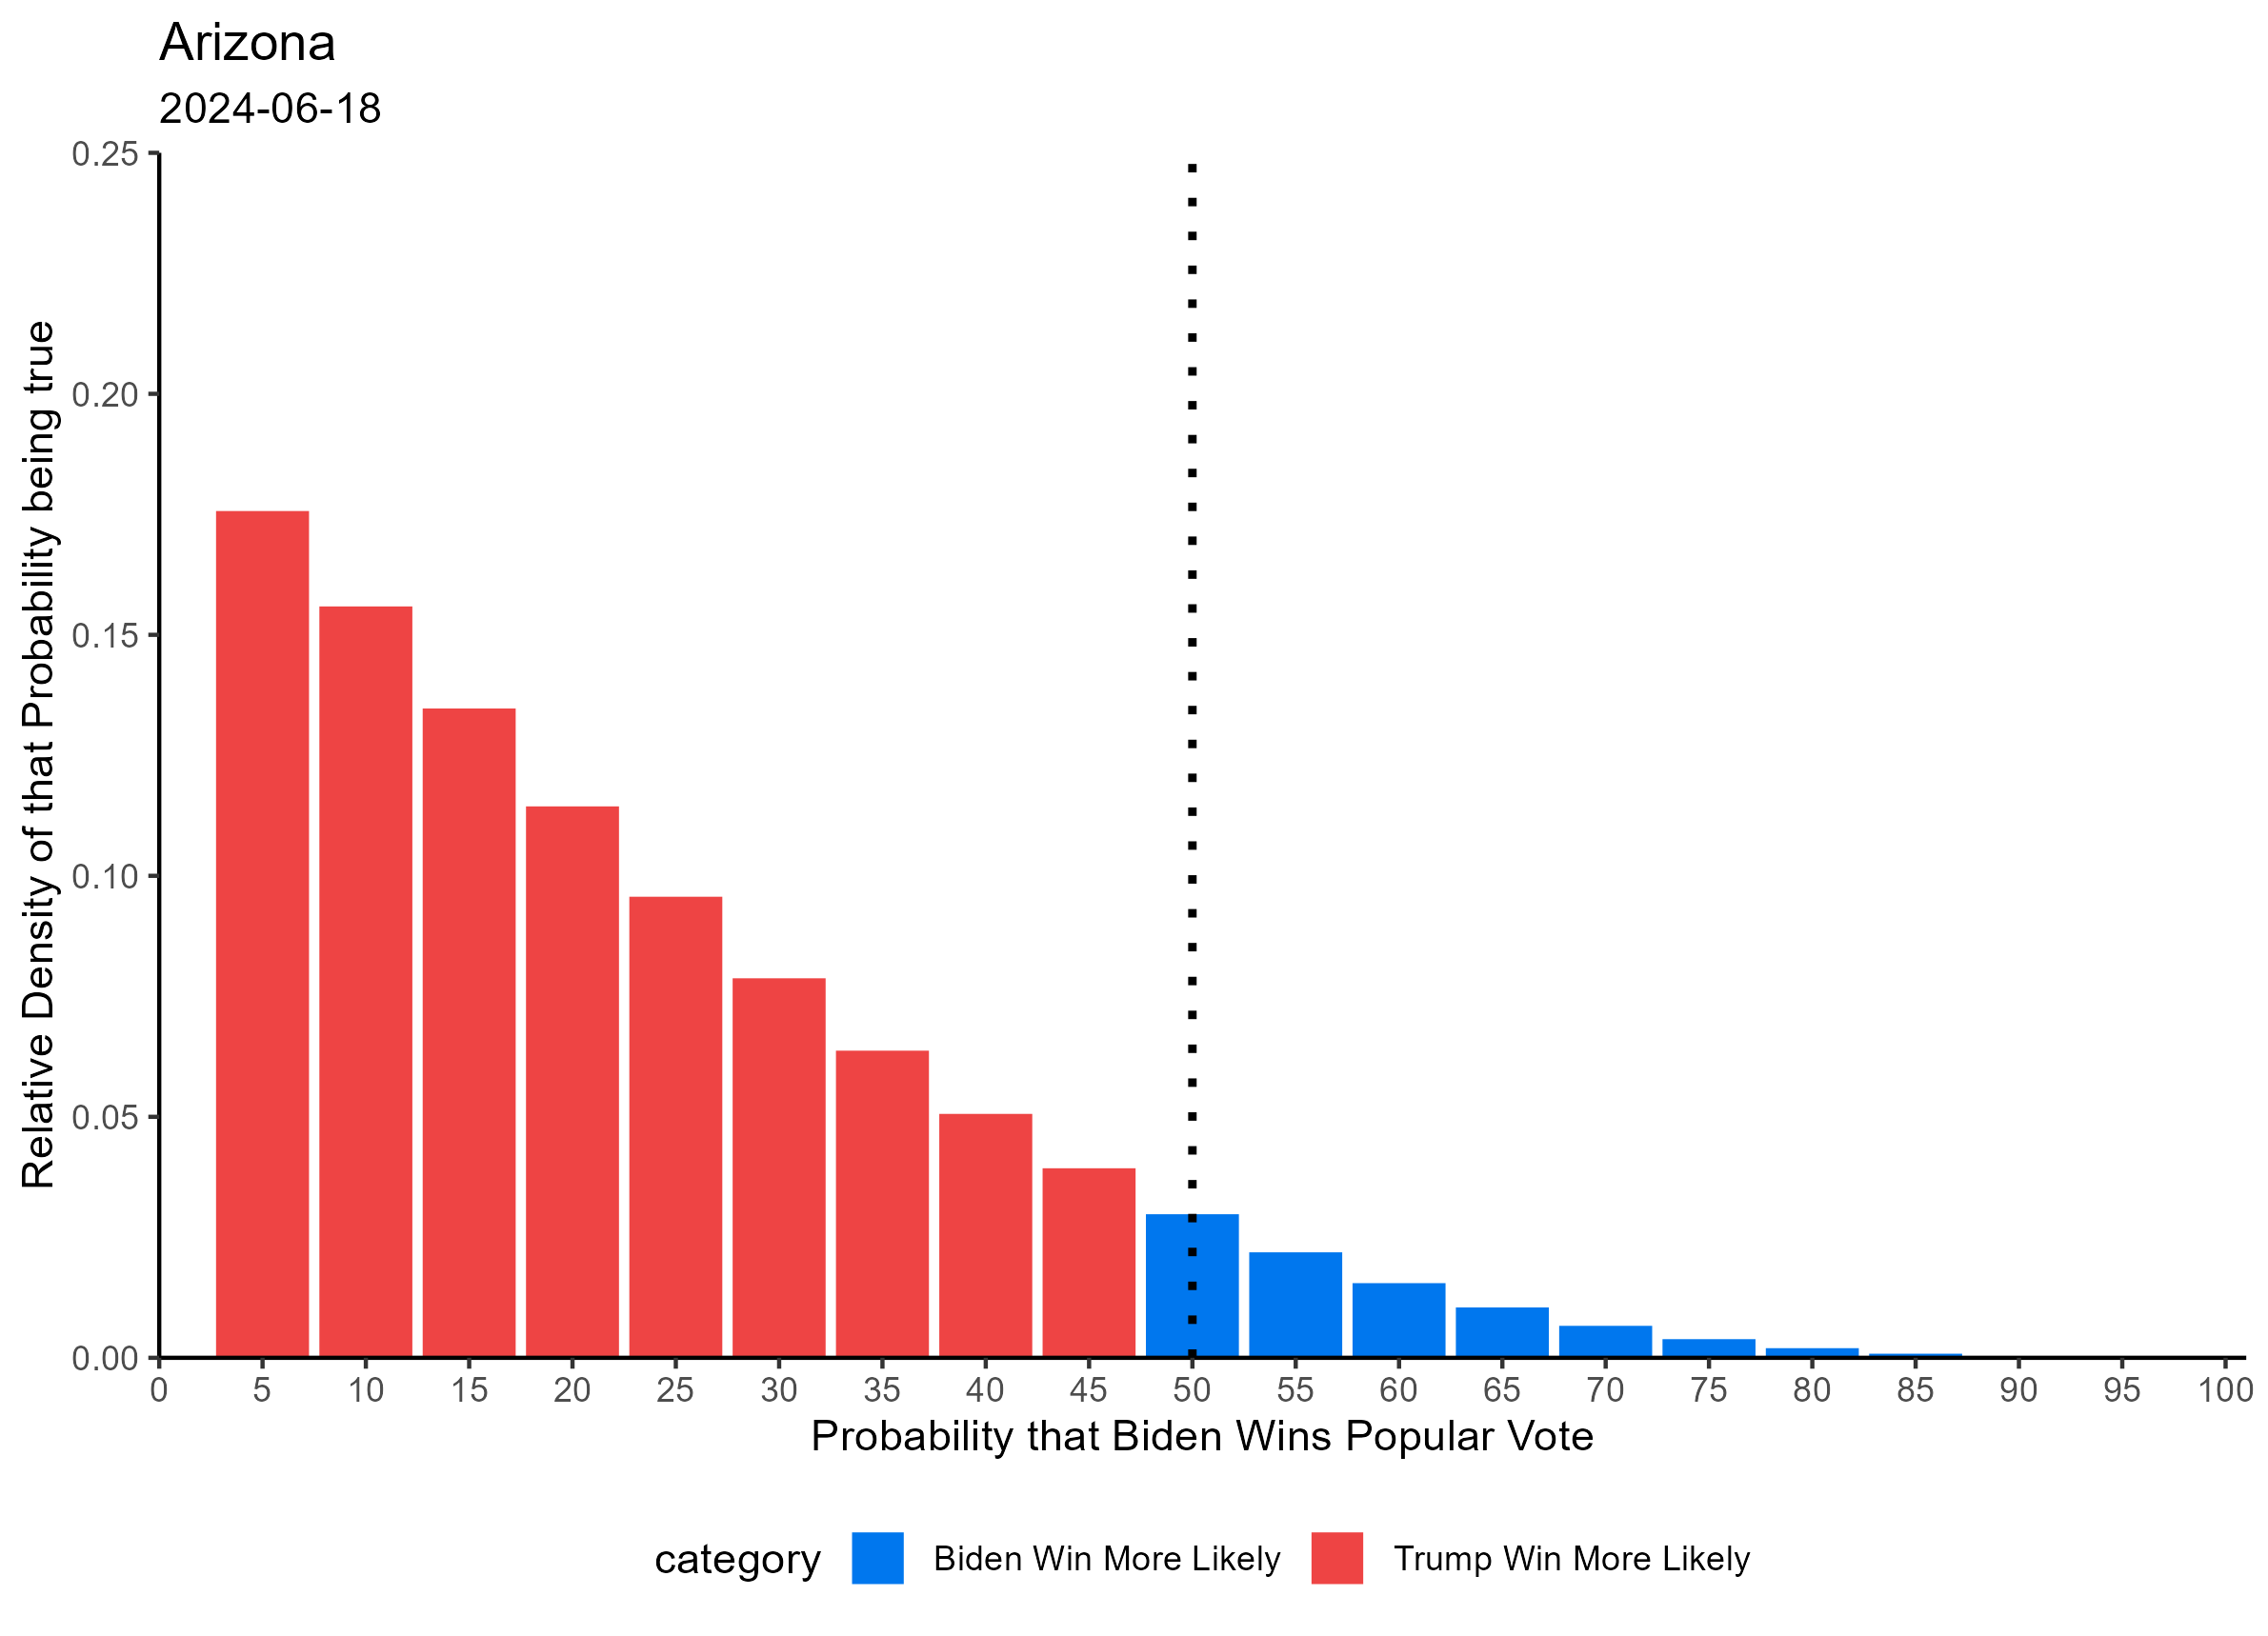 Arizona
2024-06-18
Relative Density of that Probability being true
0.25
0.20
0.15
0.10
0.05
0.00
0 5 10 15 20 25 30 35 40 45 50 55 60 65 70 75 80 85 90 95 100
Probability that Biden Wins Popular Vote
category Biden Win More Likely Trump Win More Likely